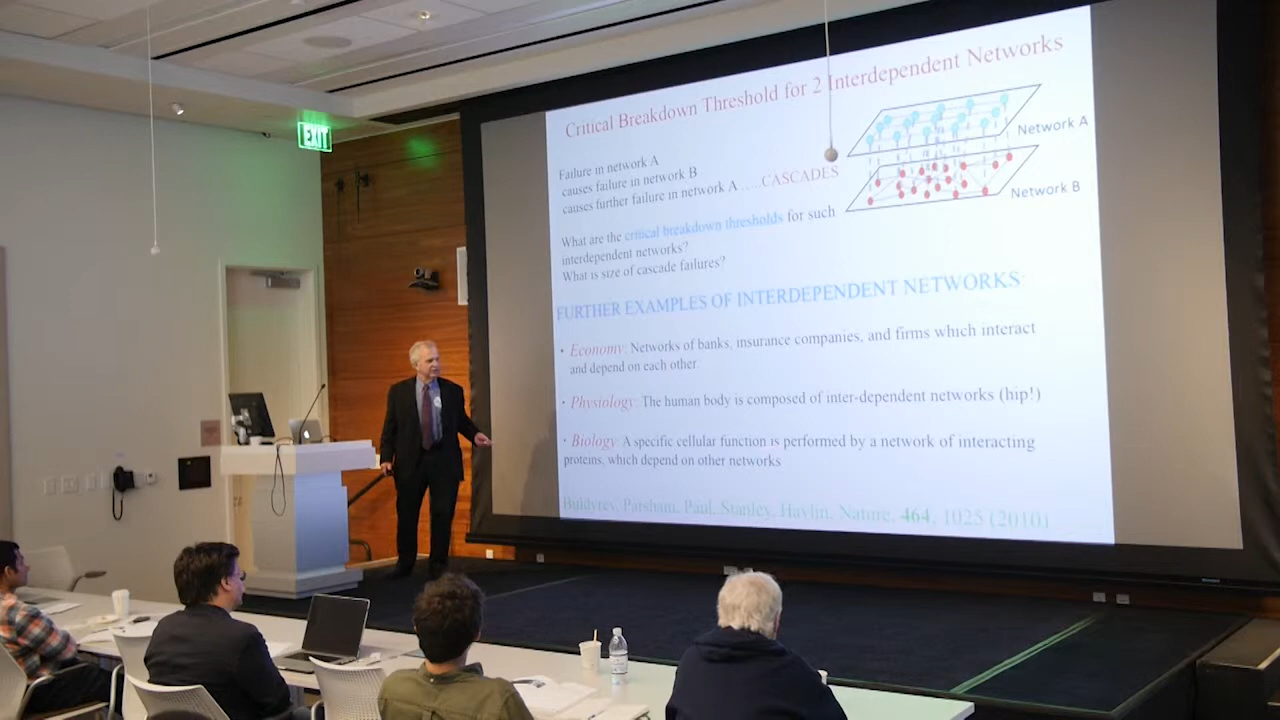 EXIT
Critical Breakdown Threshold for 2 Interdependent Networks
Failure in network A
causes failure in network B
causes further failure in network A .....CASCADES
Network A
Network B
What are the critical breakdown thresholds for such
interdependent networks?
What is size of cascade failures?
FURTHER EXAMPLES OF INTERDEPENDENT NETWORKS
· Economy: Networks of banks, insurance companies, and firms which interact
and depend on each other.
· Physiology: The human body is composed of inter-dependent networks (hip!)
· Biology: A specific cellular function is performed by a network of interacting
proteins, which depend on other networks
Buldyrev, Parshani, Paul, Stanley, Havlin, Nature, 464, 1025 (2010)